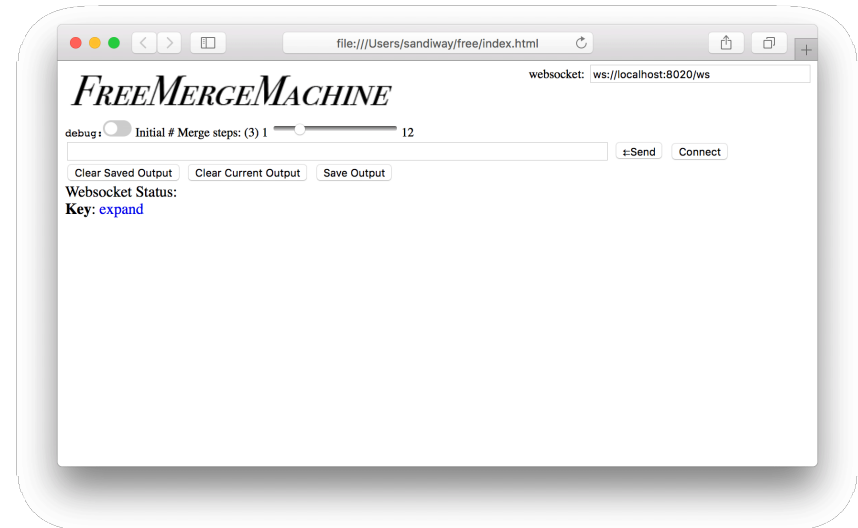 file:///Users/sandiway/free/index.html
FREEMERGEMACHINE
websocket: ws://localhost:8020/ws
debug: Initial # Merge steps: (3) 1 12
⇇Send Connect
Clear Saved Output Clear Current Output Save Output
Websocket Status:
Key: expand